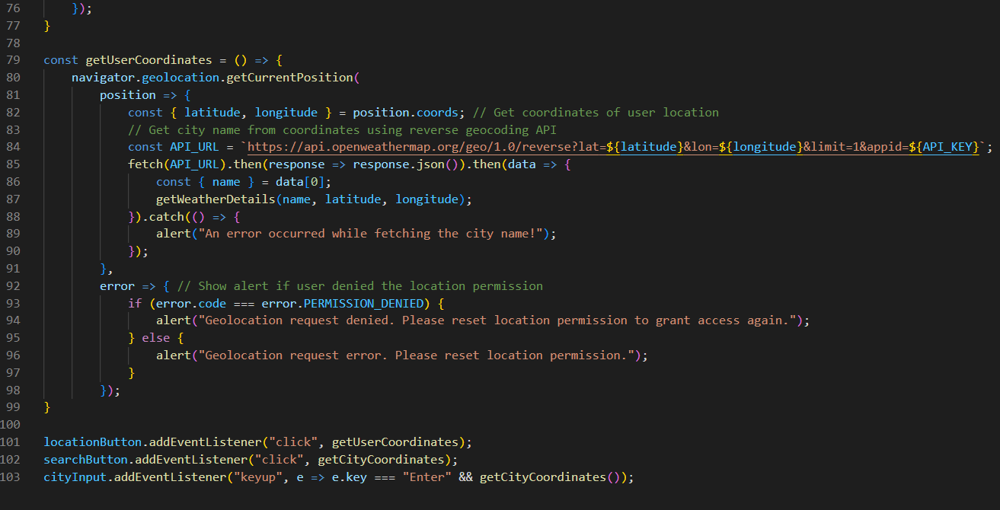 76 });
77 }
78
79 const getUserCoordinates = () => {
80 navigator.geolocation.getCurrentPosition(
81 position => {
82 const { latitude, longitude } = position.coords; // Get coordinates of user location
83 // Get city name from coordinates using reverse geocoding API
84 const API_URL = `https://api.openweathermap.org/geo/1.0/reverse?lat=${latitude}&lon=${longitude}&limit=1&appid=${API_KEY}`;
85 fetch(API_URL).then(response => response.json()).then(data => {
86 const { name } = data[0];
87 getWeatherDetails(name, latitude, longitude);
88 }).catch(() => {
89 alert("An error occurred while fetching the city name!");
90 });
91 },
92 error => { // Show alert if user denied the location permission
93 if (error.code === error.PERMISSION_DENIED) {
94 alert("Geolocation request denied. Please reset location permission to grant access again.");
95 } else {
96 alert("Geolocation request error. Please reset location permission.");
97 }
98 });
99 }
100
101 locationButton.addEventListener("click", getUserCoordinates);
102 searchButton.addEventListener("click", getCityCoordinates);
103 cityInput.addEventListener("keyup", e => e.key === "Enter" && getCityCoordinates());